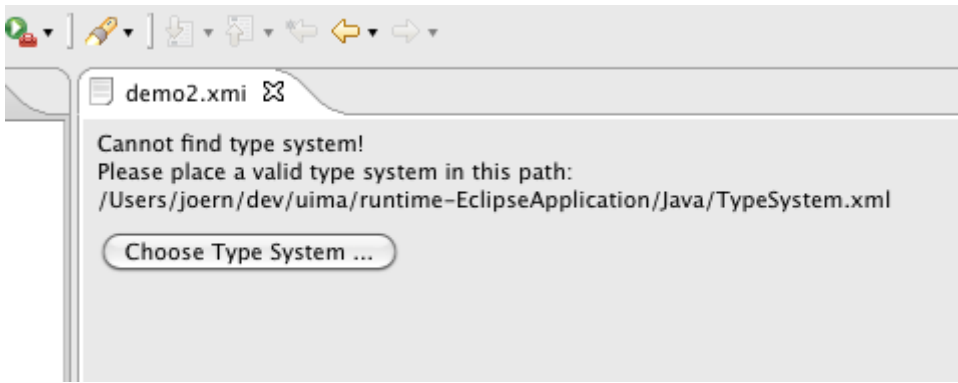 demo2.xmi
Cannot find type system!
Please place a valid type system in this path:
/Users/joern/dev/uima/runtime-EclipseApplication/Java/TypeSystem.xml
Choose Type System ...